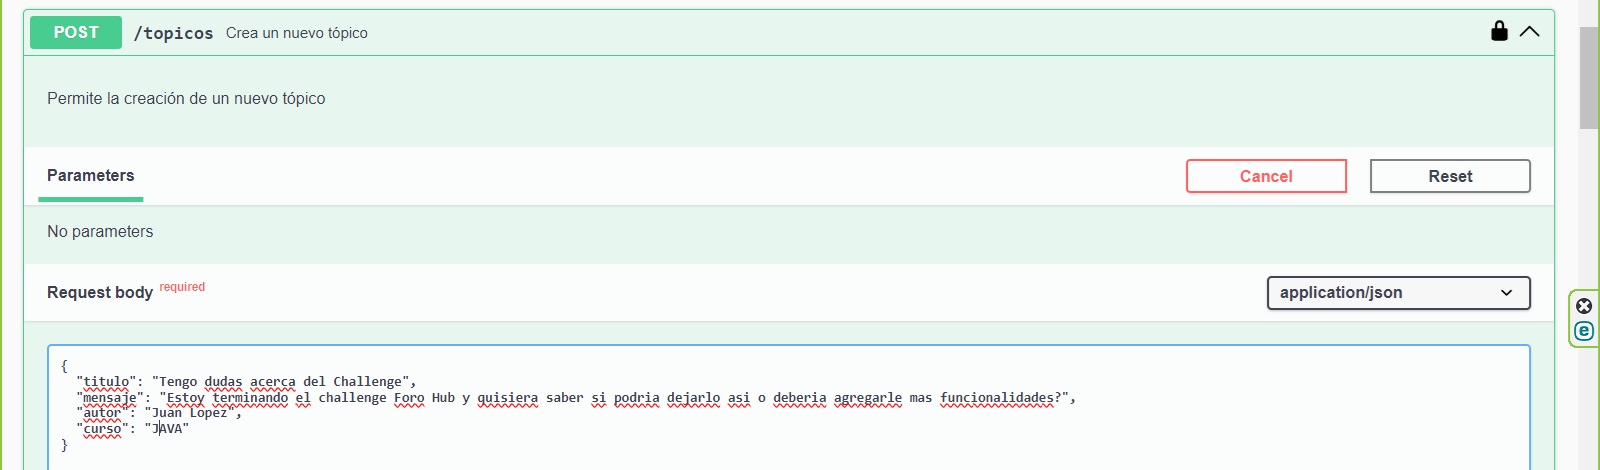 POST /topicos Crea un nuevo tópico
Permite la creación de un nuevo tópico
Parameters Cancel Reset
No parameters
Request body required application/json
{
"titulo": "Tengo dudas acerca del Challenge",
"mensaje": "Estoy terminando el challenge Foro Hub y quisiera saber si podria dejarlo asi o deberia agregarle mas funcionalidades?",
"autor": "Juan Lopez",
"curso": "JAVA"
}
e